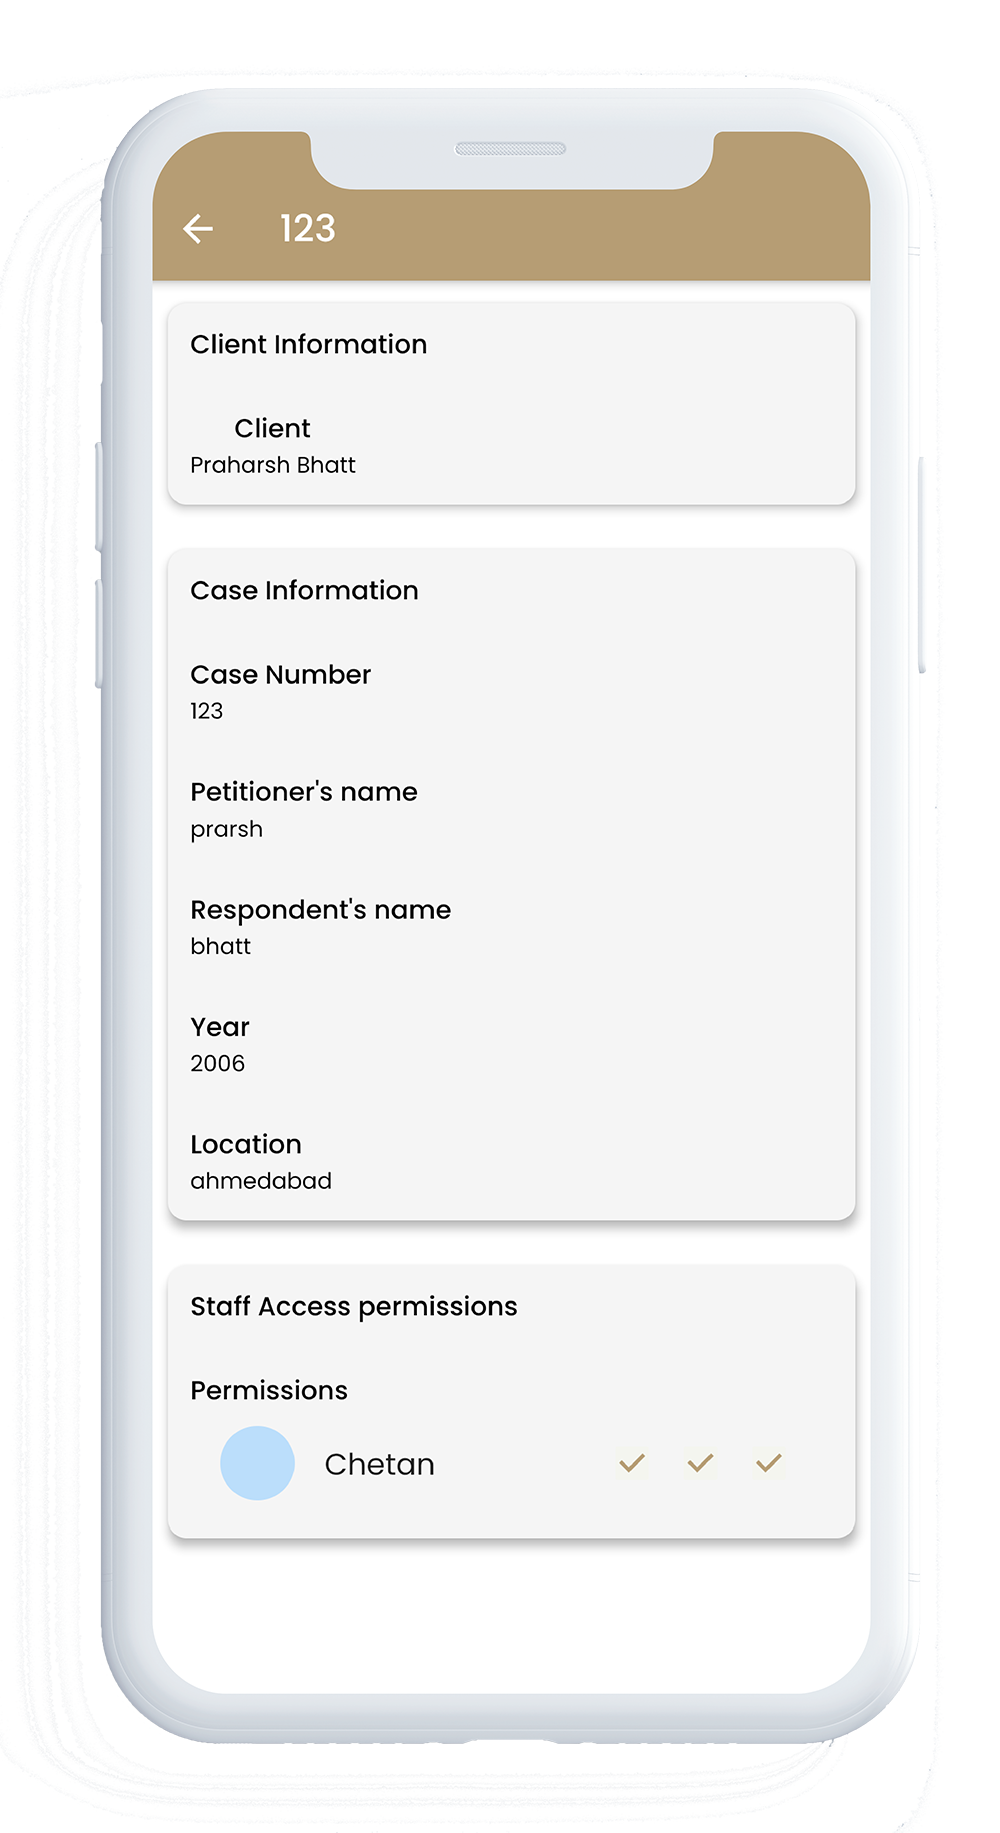 123
Client Information
Client
Praharsh Bhatt
Case Information
Case Number
123
Petitioner's name
prarsh
Respondent's name
bhatt
Year
2006
Location
ahmedabad
Staff Access permissions
Permissions
Chetan